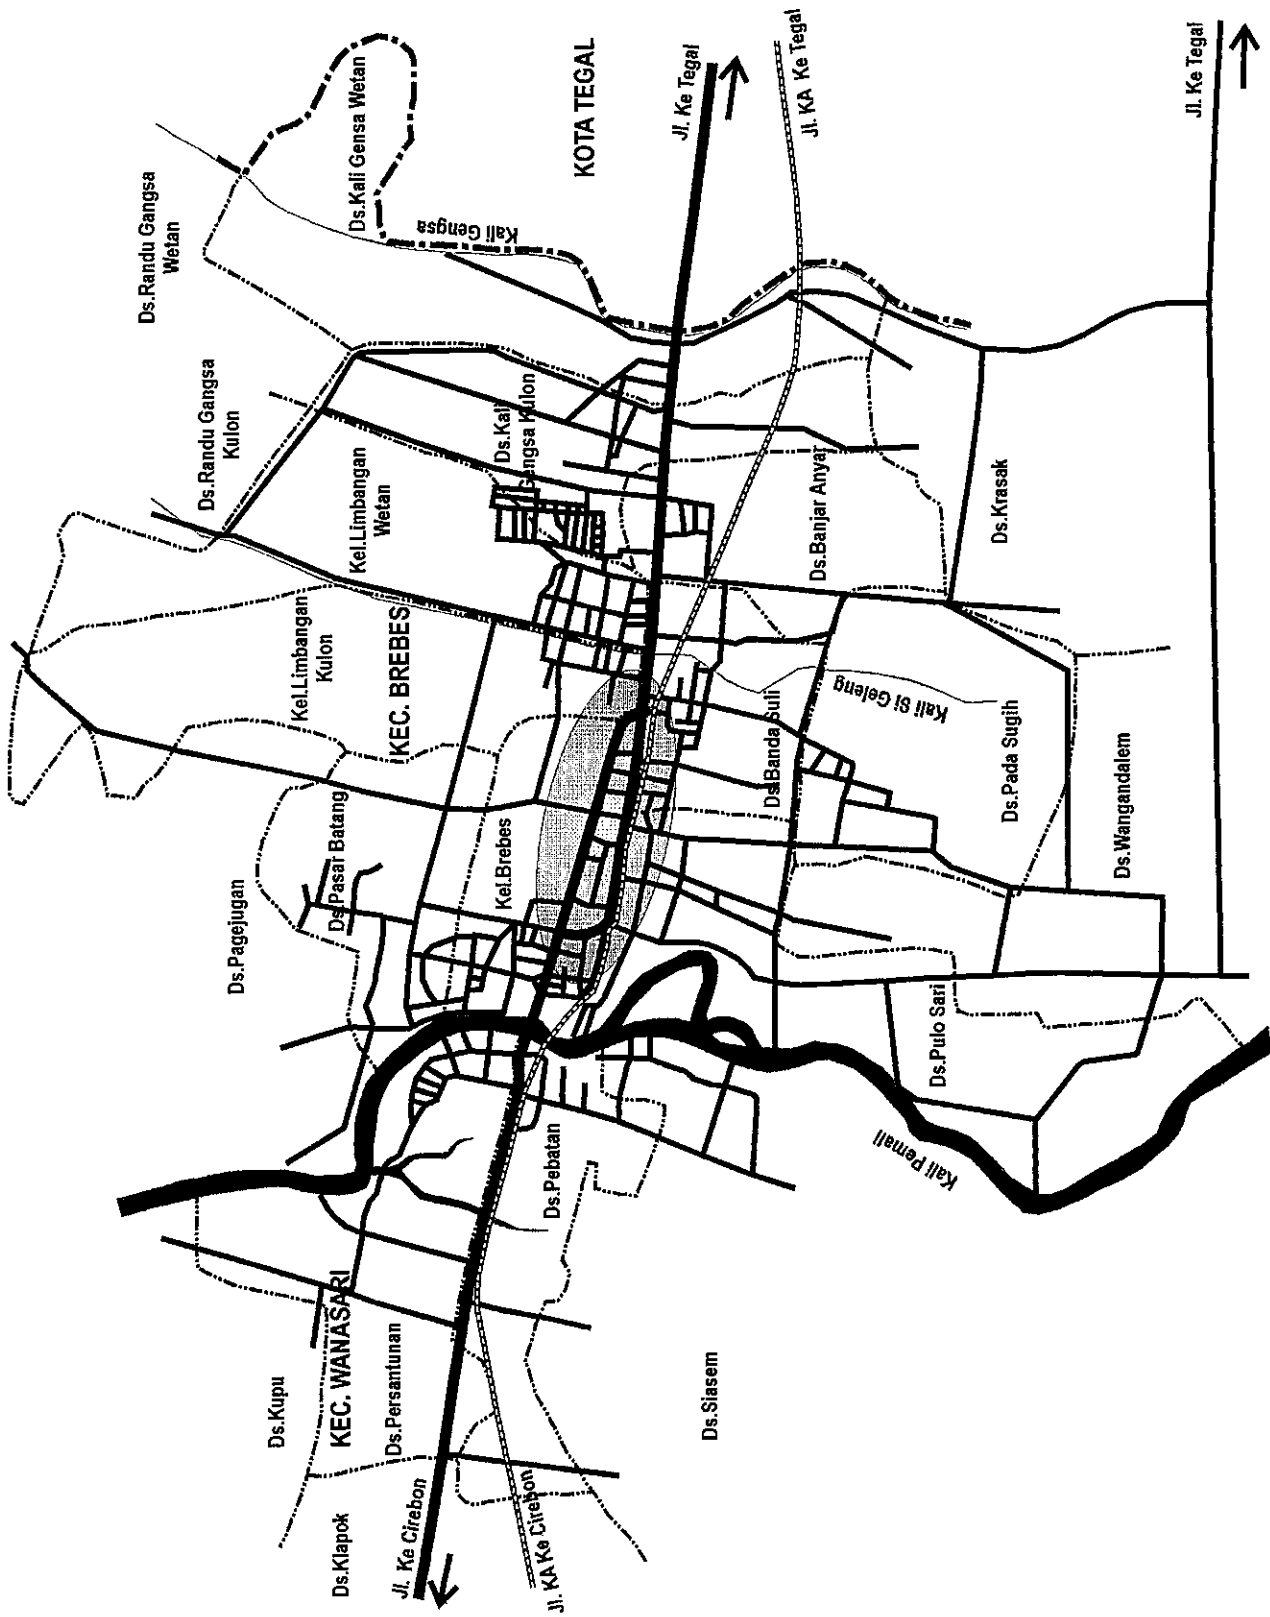 Ds.Randu Gangsa
Wetan
Ds.Kali Gensa Wetan
KOTA TEGAL
Jl. Ke Tegal
Jl. KA Ke Tegal
Jl. Ke Tegal
Kali Gengsa
Ds.Randu Gangsa
Kulon
Kel.Limbangan
Wetan
Ds.Kali
Gengsa Kulon
Ds.Banjar Anyar
Ds.Krasak
Kel.Limbangan
Kulon
KEC. BREBES
Ds.Banda Suli
Kali Si Geleng
Ds.Pada Sugih
Ds.Wangandalem
Ds.Pagejugan
Ds.Pasar Batang
Kel.Brebes
Ds.Pulo Sari
Kali Pemali
Ds.Pebatan
Ds.Kupu
KEC. WANASARI
Ds.Persantunan
Ds.Siasem
Ds.Klapok
Jl. Ke Cirebon
Jl. KA Ke Cirebon